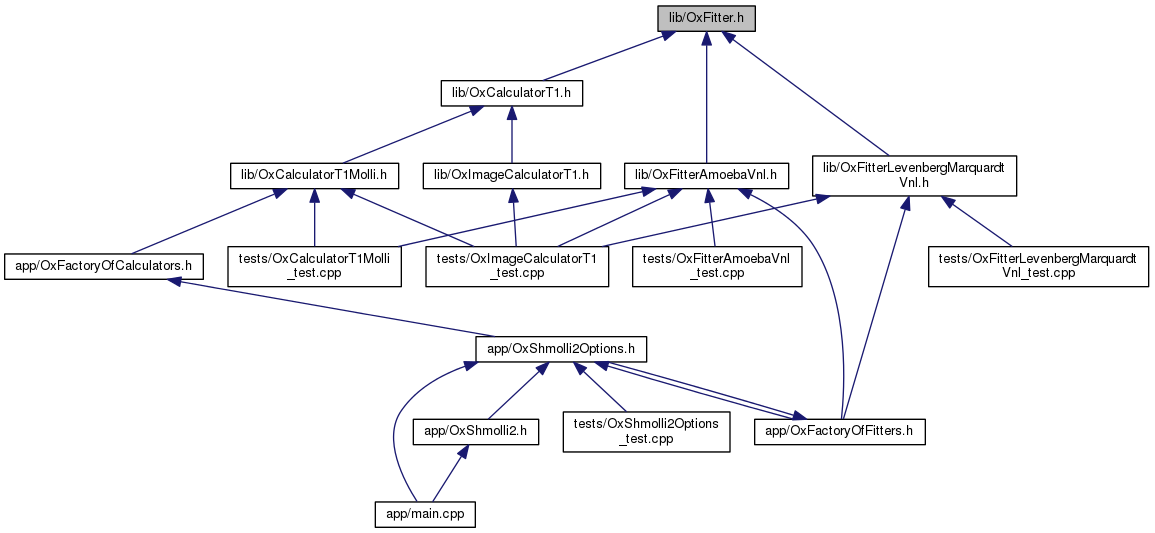 lib/OxFitter.h
lib/OxCalculatorT1.h
lib/OxCalculatorT1Molli.h
lib/OxImageCalculatorT1.h
lib/OxFitterAmoebaVnl.h
lib/OxFitterLevenbergMarquardt
Vnl.h
app/OxFactoryOfCalculators.h
tests/OxCalculatorT1Molli
_test.cpp
tests/OxImageCalculatorT1
_test.cpp
tests/OxFitterAmoebaVnl
_test.cpp
tests/OxFitterLevenbergMarquardt
Vnl_test.cpp
app/OxShmolli2Options.h
app/OxShmolli2.h
tests/OxShmolli2Options
_test.cpp
app/OxFactoryOfFitters.h
app/main.cpp